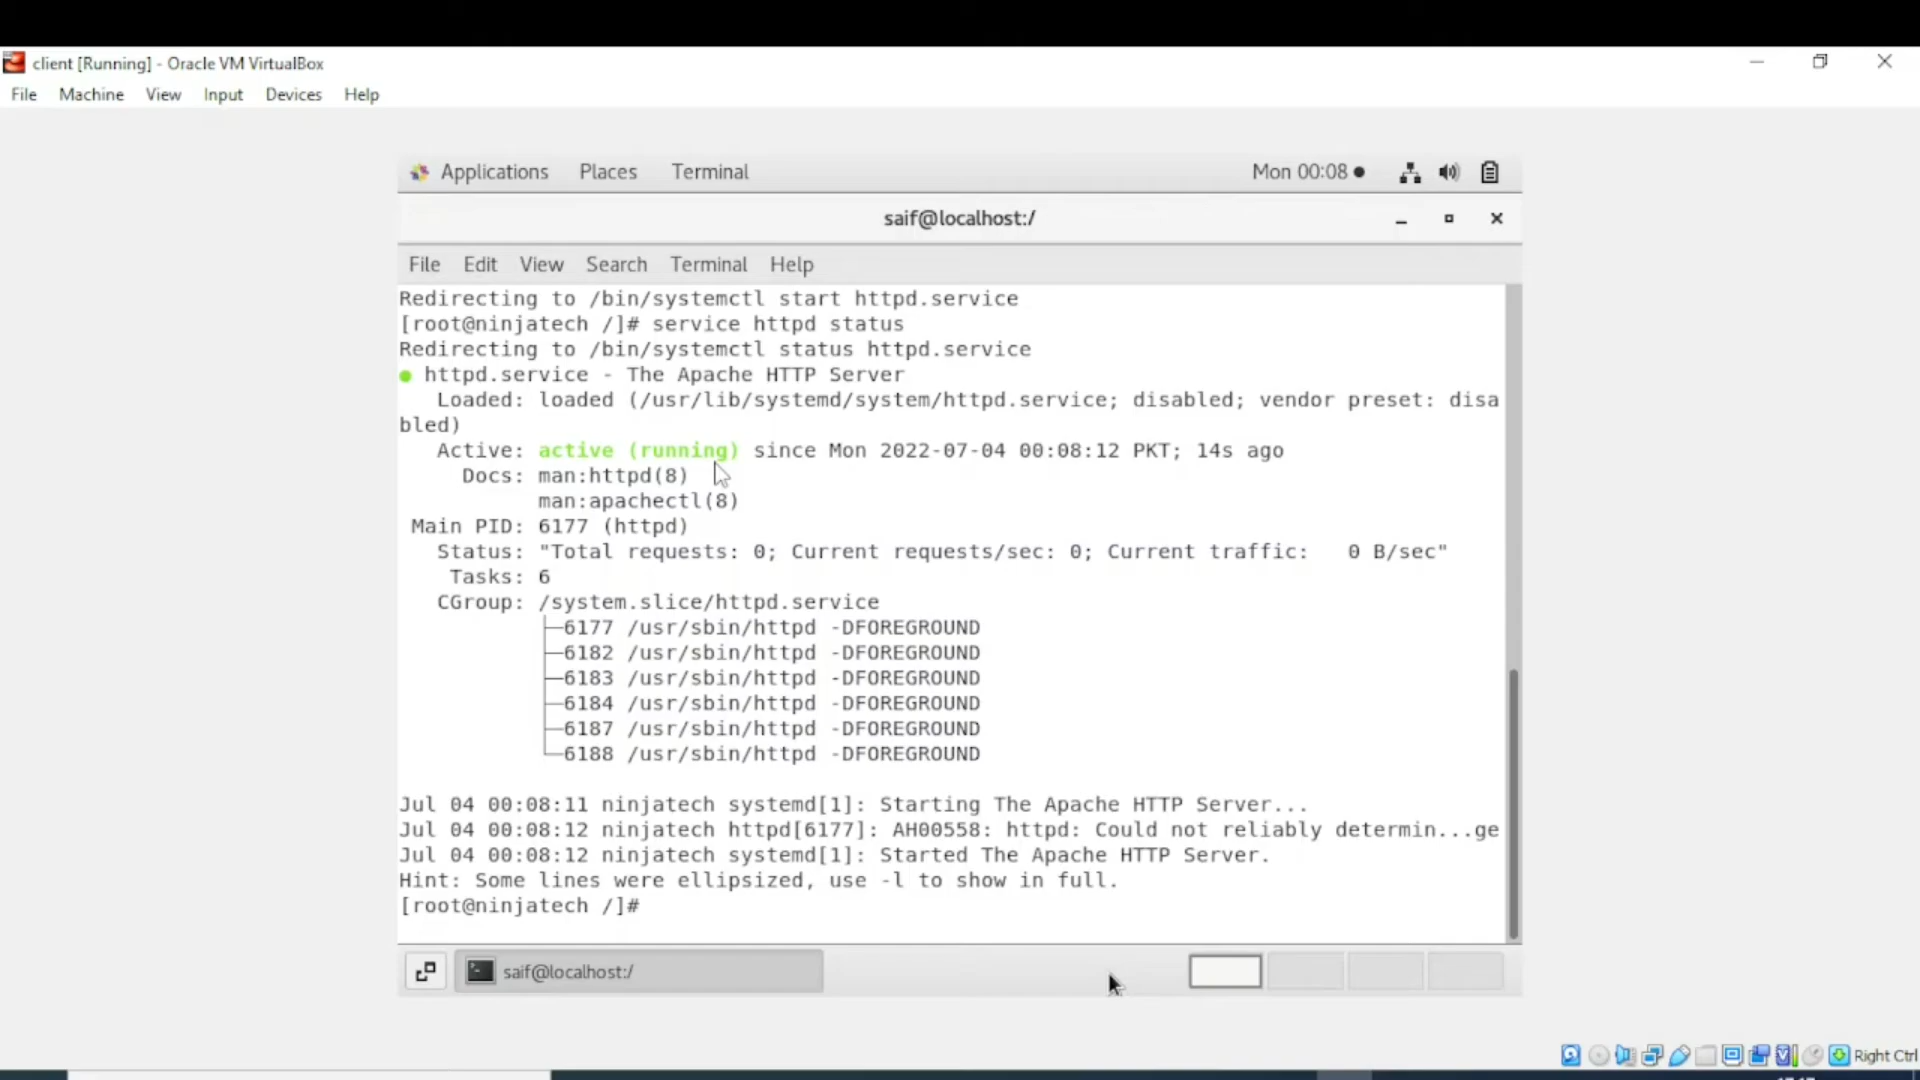 client [Running] - Oracle VM VirtualBox
File Machine View Input Devices Help
Applications Places Terminal Mon 00:08
saif@localhost:/
File Edit View Search Terminal Help
Redirecting to /bin/systemctl start httpd.service
[root@ninjatech /]# service httpd status
Redirecting to /bin/systemctl status httpd.service
● httpd.service - The Apache HTTP Server
Loaded: loaded (/usr/lib/systemd/system/httpd.service; disabled; vendor preset: disa
bled)
Active: active (running) since Mon 2022-07-04 00:08:12 PKT; 14s ago
Docs: man:httpd(8)
man:apachectl(8)
Main PID: 6177 (httpd)
Status: "Total requests: 0; Current requests/sec: 0; Current traffic:   0 B/sec"
Tasks: 6
CGroup: /system.slice/httpd.service
├─6177 /usr/sbin/httpd -DFOREGROUND
├─6182 /usr/sbin/httpd -DFOREGROUND
├─6183 /usr/sbin/httpd -DFOREGROUND
├─6184 /usr/sbin/httpd -DFOREGROUND
├─6187 /usr/sbin/httpd -DFOREGROUND
└─6188 /usr/sbin/httpd -DFOREGROUND
Jul 04 00:08:11 ninjatech systemd[1]: Starting The Apache HTTP Server...
Jul 04 00:08:12 ninjatech httpd[6177]: AH00558: httpd: Could not reliably determin...ge
Jul 04 00:08:12 ninjatech systemd[1]: Started The Apache HTTP Server.
Hint: Some lines were ellipsized, use -l to show in full.
[root@ninjatech /]#
saif@localhost:/
Right Ctrl